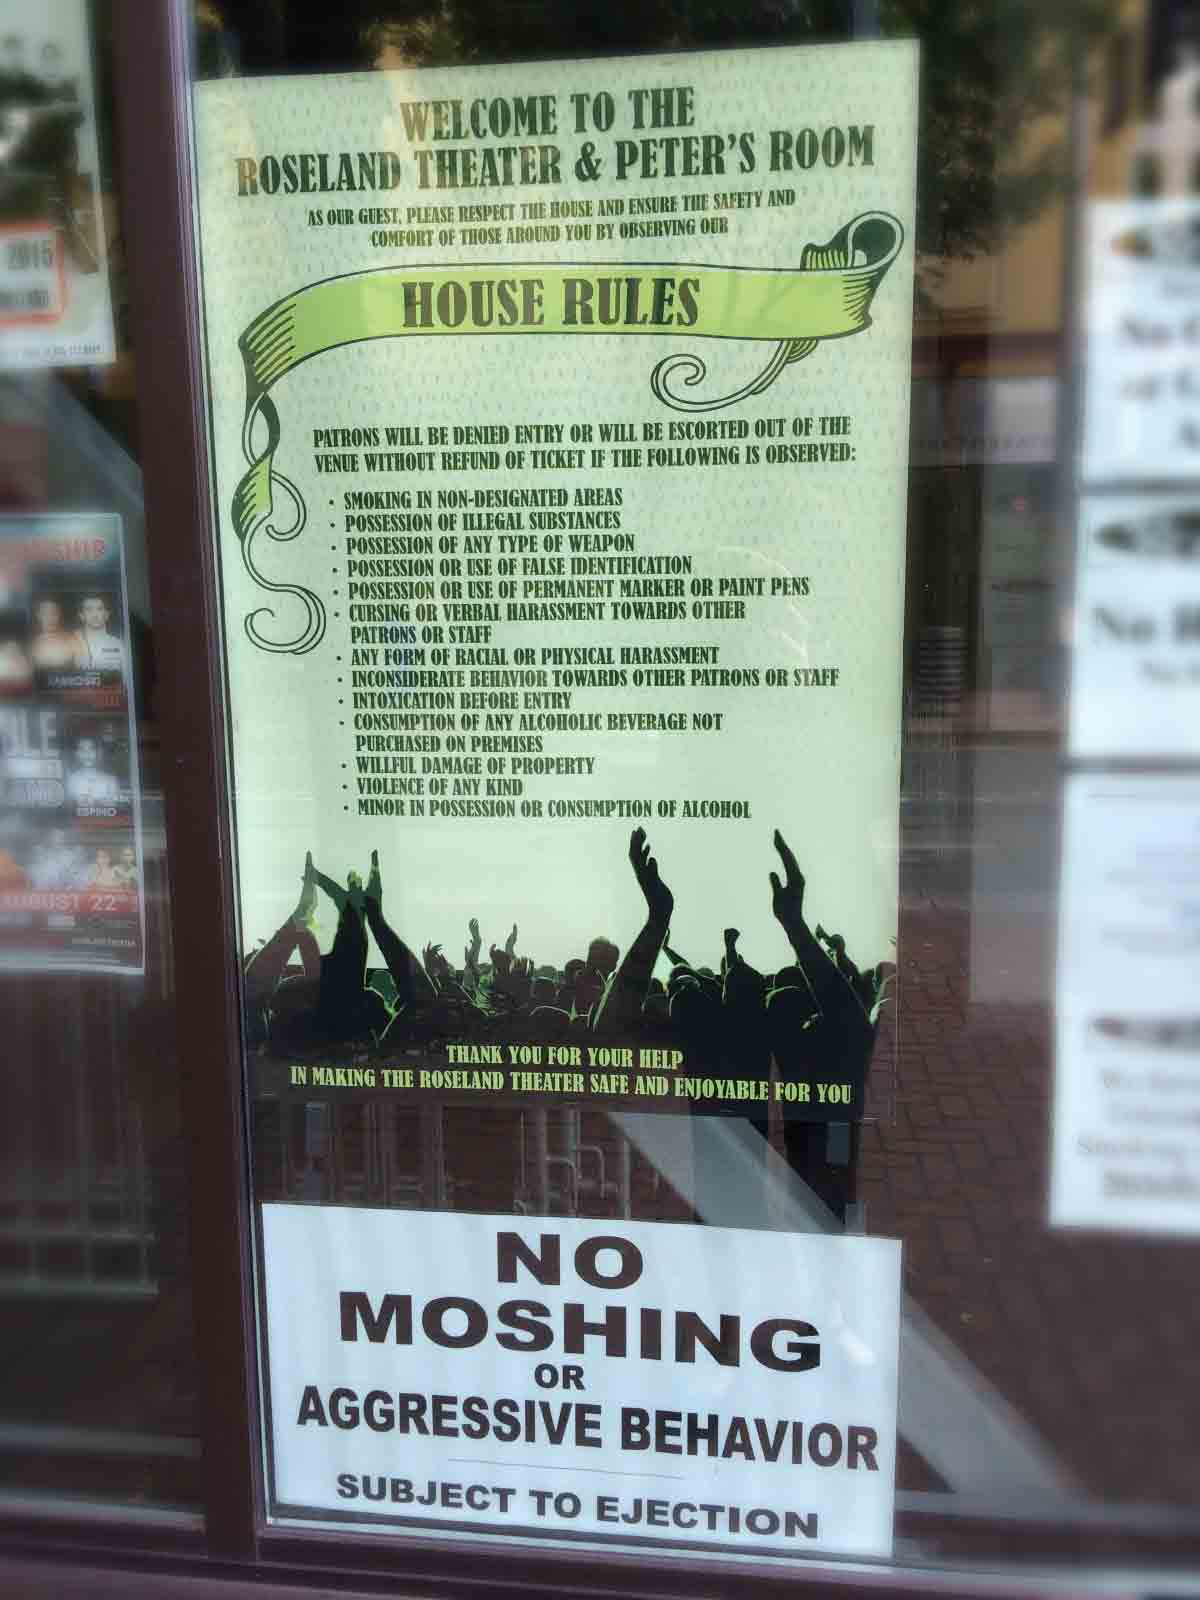 WELCOME TO THE
ROSELAND THEATER & PETER'S ROOM
AS OUR GUEST, PLEASE RESPECT THE HOUSE AND ENSURE THE SAFETY AND
COMFORT OF THOSE AROUND YOU BY OBSERVING OUR
HOUSE RULES
PATRONS WILL BE DENIED ENTRY OR WILL BE ESCORTED OUT OF THE
VENUE WITHOUT REFUND OF TICKET IF THE FOLLOWING IS OBSERVED:
• SMOKING IN NON-DESIGNATED AREAS
• POSSESSION OF ILLEGAL SUBSTANCES
• POSSESSION OF ANY TYPE OF WEAPON
• POSSESSION OR USE OF FALSE IDENTIFICATION
• POSSESSION OR USE OF PERMANENT MARKER OR PAINT PENS
• CURSING OR VERBAL HARASSMENT TOWARDS OTHER
PATRONS OR STAFF
• ANY FORM OF RACIAL OR PHYSICAL HARASSMENT
• INCONSIDERATE BEHAVIOR TOWARDS OTHER PATRONS OR STAFF
• INTOXICATION BEFORE ENTRY
• CONSUMPTION OF ANY ALCOHOLIC BEVERAGE NOT
PURCHASED ON PREMISES
• WILLFUL DAMAGE OF PROPERTY
• VIOLENCE OF ANY KIND
• MINOR IN POSSESSION OR CONSUMPTION OF ALCOHOL
THANK YOU FOR YOUR HELP
IN MAKING THE ROSELAND THEATER SAFE AND ENJOYABLE FOR YOU
NO
MOSHING
OR
AGGRESSIVE BEHAVIOR
SUBJECT TO EJECTION
2015
ESPINO
AUGUST 22
No
No